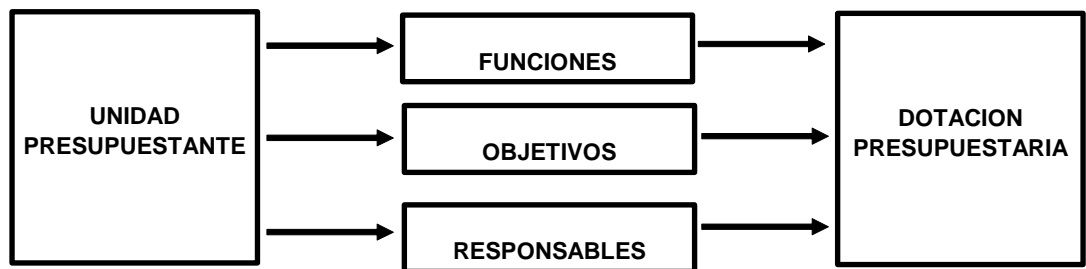 UNIDAD
PRESUPUESTANTE
FUNCIONES
OBJETIVOS
RESPONSABLES
DOTACION
PRESUPUESTARIA